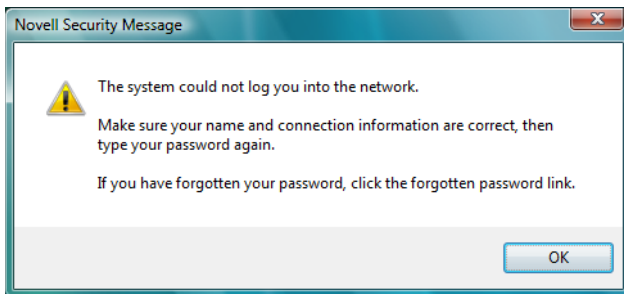 Novell Security Message
The system could not log you into the network.
Make sure your name and connection information are correct, then
type your password again.
If you have forgotten your password, click the forgotten password link.
OK